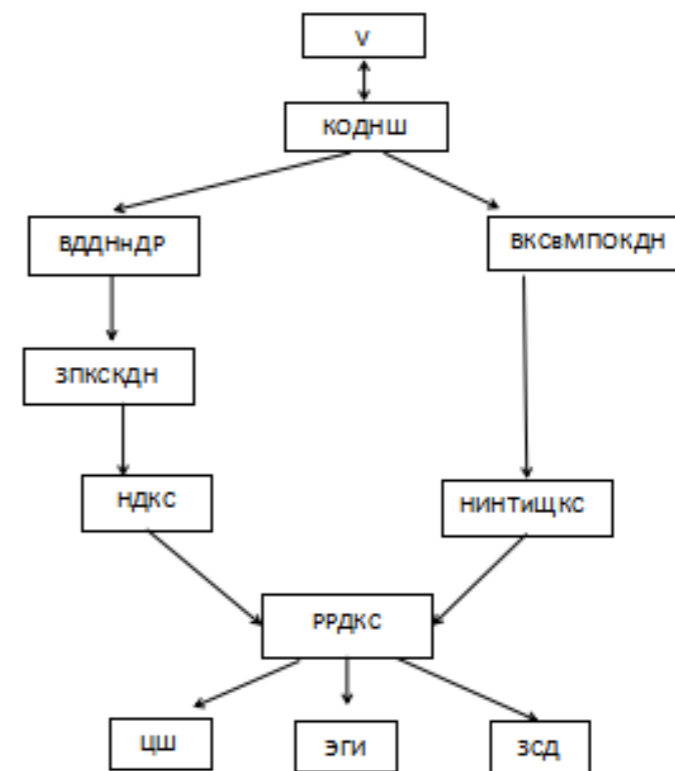 V
КОДНШ
ВДДНнДР
ВКСвМПОКДН
ЗПКСКДН
НДКС
НИНТиЩКС
РРДКС
ЦШ
ЭГИ
ЗСД